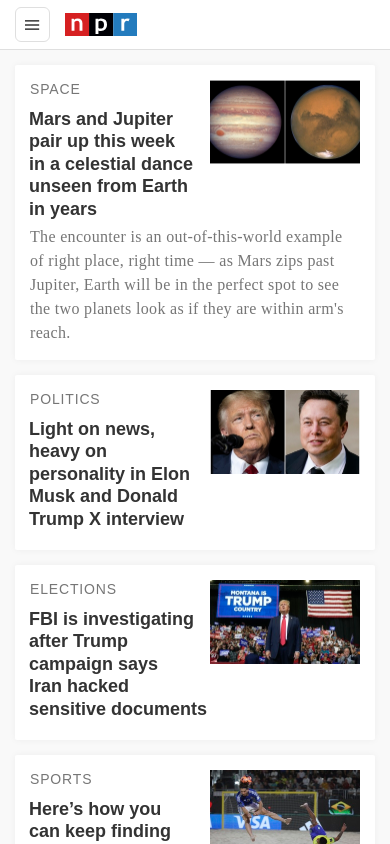 npr
SPACE
Mars and Jupiter
pair up this week
in a celestial dance
unseen from Earth
in years
The encounter is an out-of-this-world example
of right place, right time — as Mars zips past
Jupiter, Earth will be in the perfect spot to see
the two planets look as if they are within arm's
reach.
POLITICS
Light on news,
heavy on
personality in Elon
Musk and Donald
Trump X interview
ELECTIONS
FBI is investigating
after Trump
campaign says
Iran hacked
sensitive documents
MONTANA IS
TRUMP
COUNTRY
SPORTS
Here’s how you
can keep finding
VISA